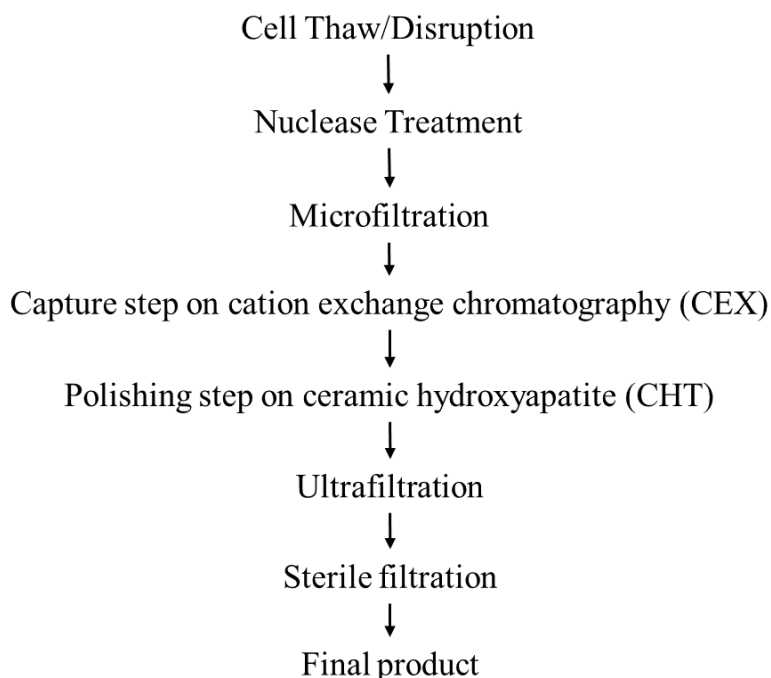 Cell Thaw/Disruption
Nuclease Treatment
Microfiltration
Capture step on cation exchange chromatography (CEX)
Polishing step on ceramic hydroxyapatite (CHT)
Ultrafiltration
Sterile filtration
Final product